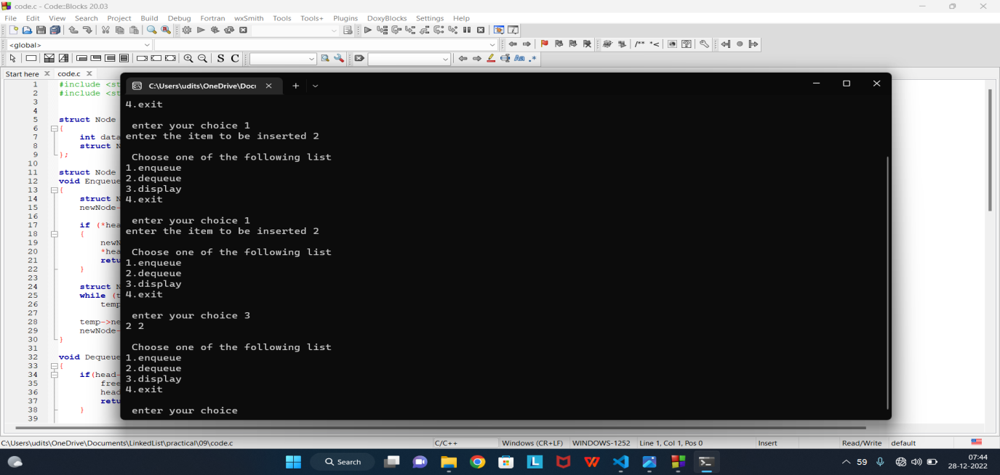 code.c - Code::Blocks 20.03
File Edit View Search Project Build Debug Fortran wxSmith Tools Tools+ Plugins DoxyBlocks Settings Help
<global>
S C
Aa .*
Start here code.c
C:\Users\udits\OneDrive\Doc
1 #include <st
2 #include <st
3
4
5 struct Node
6 {
7 int data
8 struct N
9 };
10
11 struct Node
12 void Enqueue
13 {
14 struct N
15 newNode-
16
17 if (*hea
18 {
19 newN
20 *hea
21 retu
22 }
23
24 struct N
25 while (t
26 temp
27
28 temp->ne
29 newNode-
30 }
31
32 void Dequeue
33 {
34 if(head-
35 free
36 head
37 retu
38 }
39
4.exit
enter your choice 1
enter the item to be inserted 2
Choose one of the following list
1.enqueue
2.dequeue
3.display
4.exit
enter your choice 1
enter the item to be inserted 2
Choose one of the following list
1.enqueue
2.dequeue
3.display
4.exit
enter your choice 3
2 2
Choose one of the following list
1.enqueue
2.dequeue
3.display
4.exit
enter your choice
C:\Users\udits\OneDrive\Documents\LinkedList\practical\09\code.c C/C++ Windows (CR+LF) WINDOWS-1252 Line 1, Col 1, Pos 0 Insert Read/Write default
Search
59
07:44
28-12-2022